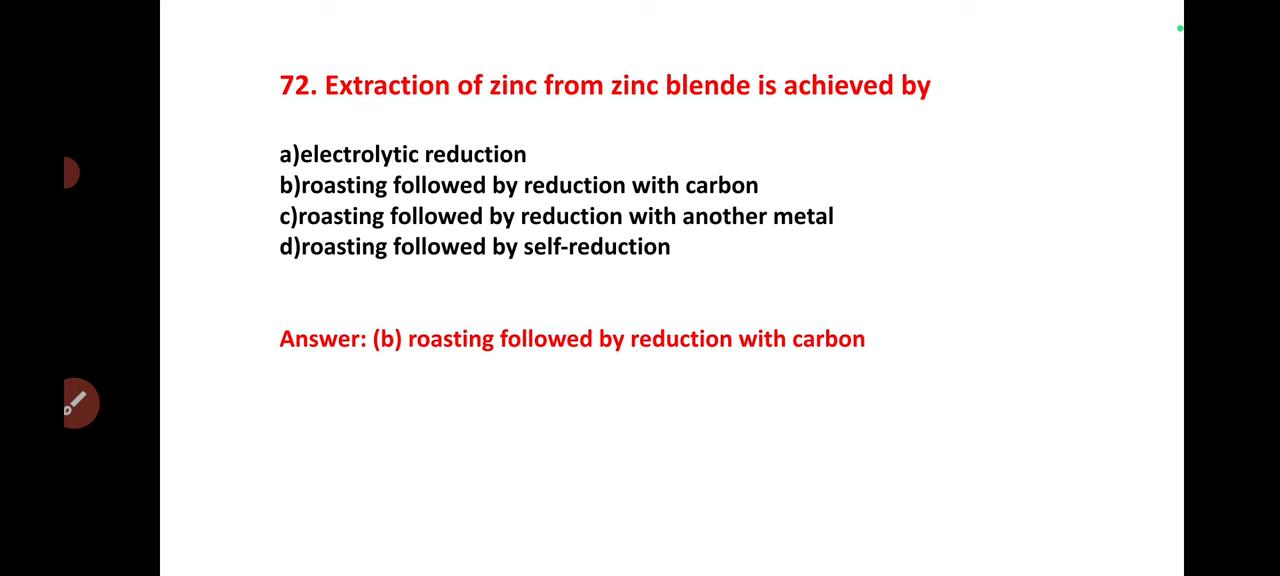 72. Extraction of zinc from zinc blende is achieved by
a)electrolytic reduction
b)roasting followed by reduction with carbon
c)roasting followed by reduction with another metal
d)roasting followed by self-reduction
Answer: (b) roasting followed by reduction with carbon